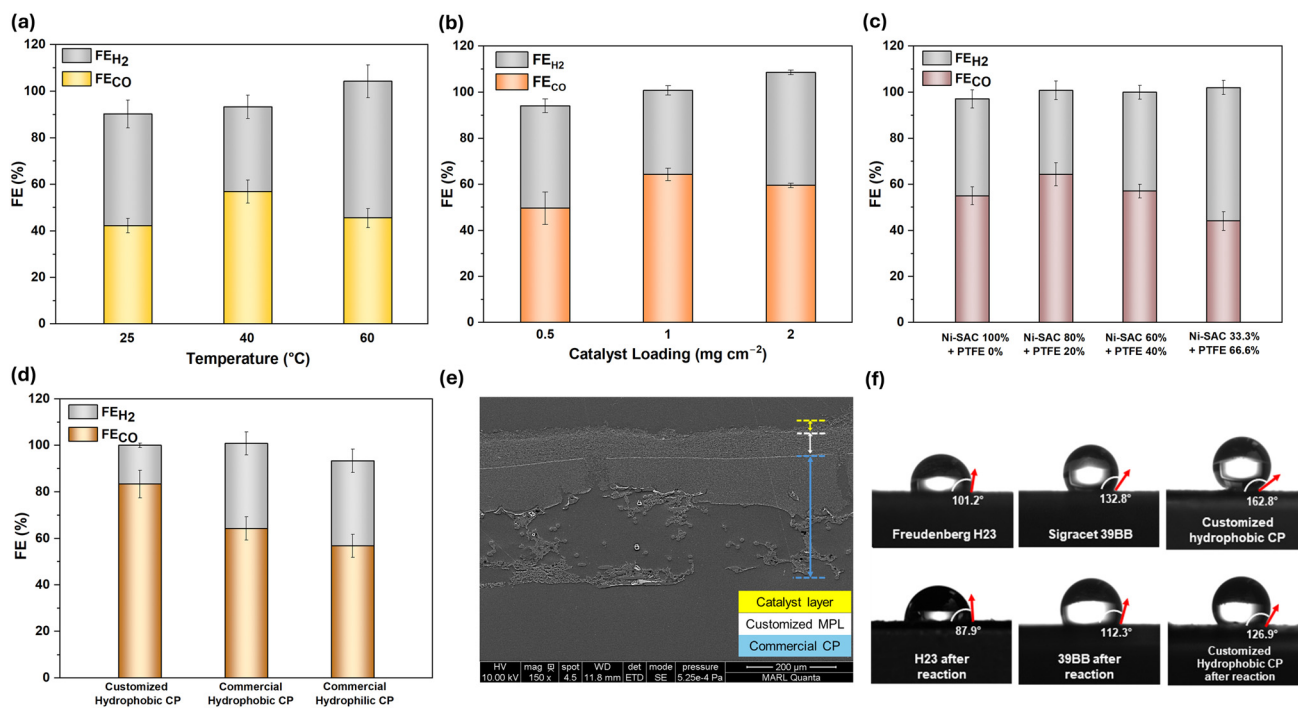 (a)
120
100
80
60
40
20
0
FE (%)
FEH2
FECO
25 40 60
Temperature (°C)
(b)
120
100
80
60
40
20
0
FE (%)
FEH2
FECO
0.5 1 2
Catalyst Loading (mg cm⁻²)
(c)
120
100
80
60
40
20
0
FE (%)
FEH2
FECO
Ni-SAC 100%
+ PTFE 0%
Ni-SAC 80%
+ PTFE 20%
Ni-SAC 60%
+ PTFE 40%
Ni-SAC 33.3%
+ PTFE 66.6%
(d)
120
100
80
60
40
20
0
FE (%)
FEH2
FECO
Customized
Hydrophobic CP
Commercial
Hydrophobic CP
Commercial
Hydrophilic CP
(e)
Catalyst layer
Customized MPL
Commercial CP
HV mag spot WD det mode pressure
10.00 kV 150 x 4.5 11.8 mm ETD SE 5.25e-4 Pa
200 µm
MARL Quanta
(f)
101.2°
Freudenberg H23
132.8°
Sigracet 39BB
162.8°
Customized
hydrophobic CP
87.9°
H23 after
reaction
112.3°
39BB after
reaction
126.9°
Customized
Hydrophobic CP
after reaction